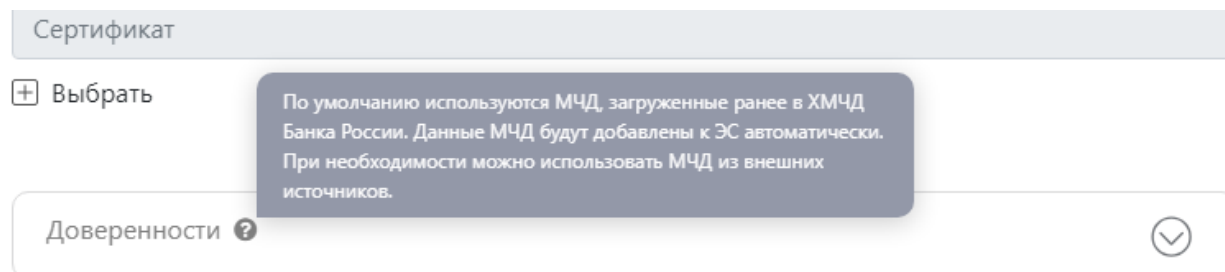 Сертификат
Выбрать
По умолчанию используются МЧД, загруженные ранее в ХМЧД
Банка России. Данные МЧД будут добавлены к ЭС автоматически.
При необходимости можно использовать МЧД из внешних
источников.
Доверенности